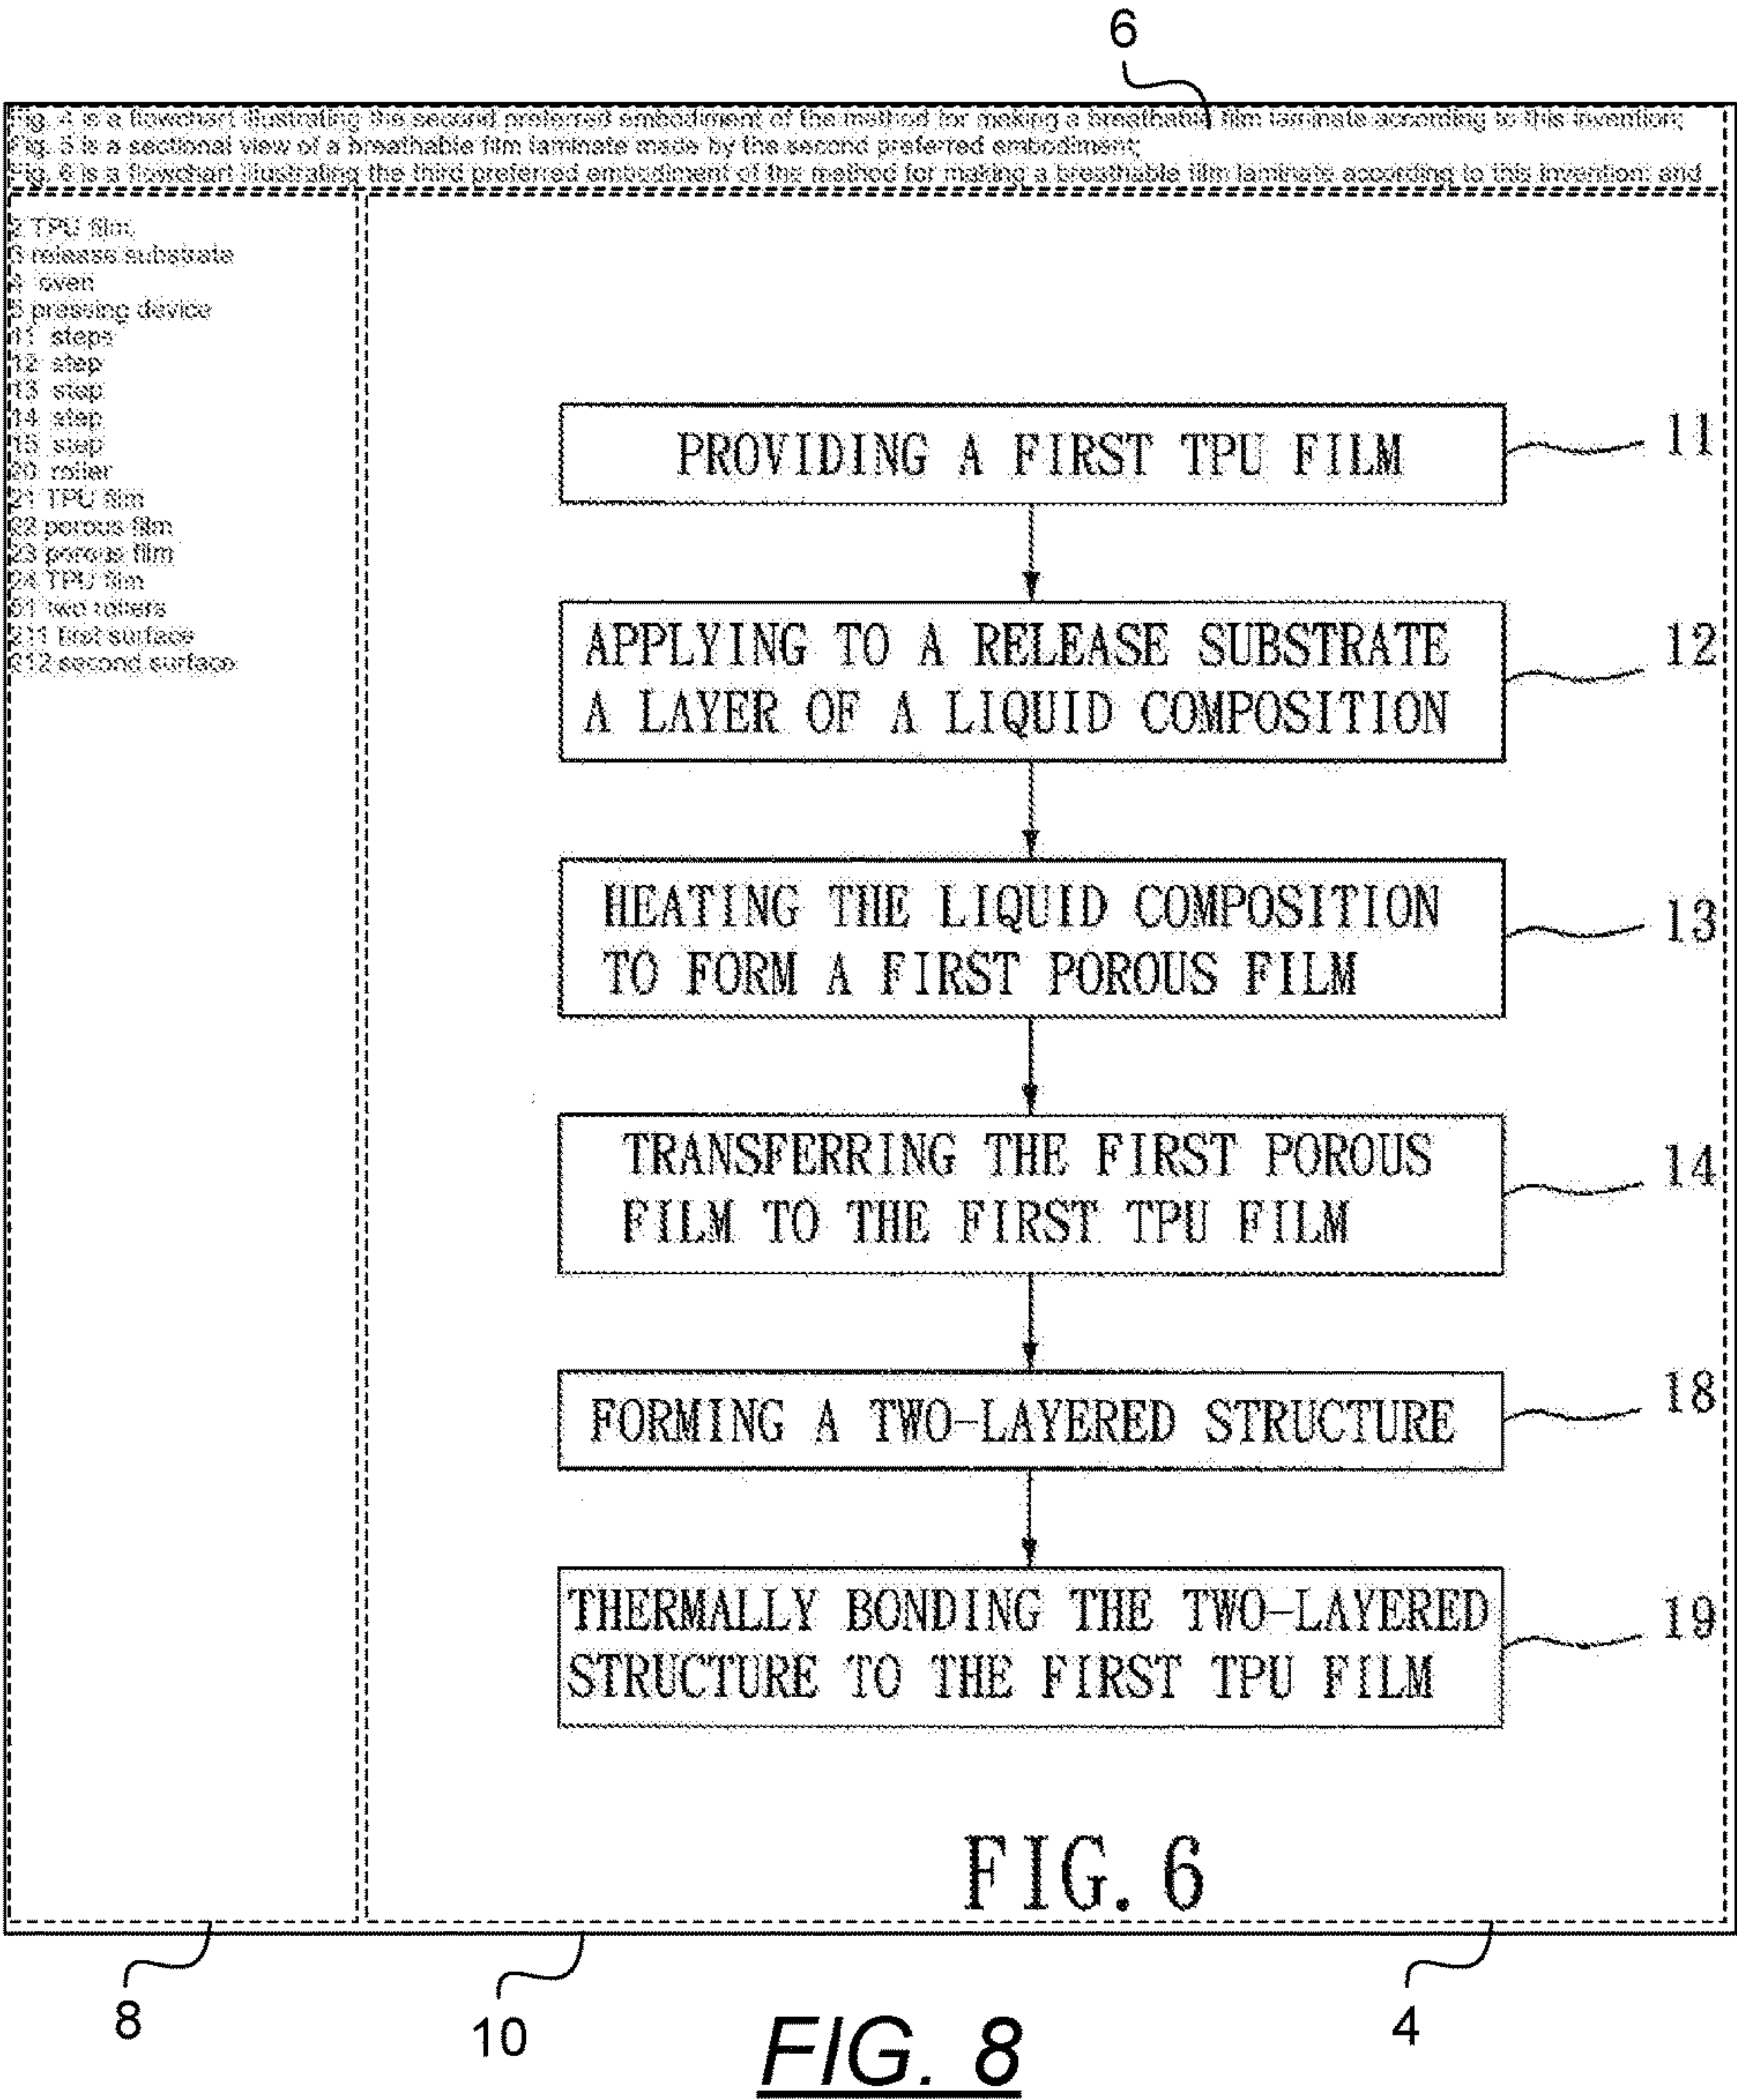 6
Fig. 4 is a flowchart illustrating the second preferred embodiment of the method for making a breathable film laminate according to this invention;
Fig. 5 is a sectional view of a breathable film laminate made by the second preferred embodiment;
Fig. 6 is a flowchart illustrating the third preferred embodiment of the method for making a breathable film laminate according to this invention; and
2 TPU film,
3 release substrate
4 oven
5 pressing device
11 steps
12 step
13 step
14 step
15 step
20 roller
21 TPU film
22 porous film
23 porous film
24 TPU film
51 two rollers
211 first surface
212 second surface
PROVIDING A FIRST TPU FILM
11
APPLYING TO A RELEASE SUBSTRATE
A LAYER OF A LIQUID COMPOSITION
12
HEATING THE LIQUID COMPOSITION
TO FORM A FIRST POROUS FILM
13
TRANSFERRING THE FIRST POROUS
FILM TO THE FIRST TPU FILM
14
FORMING A TWO-LAYERED STRUCTURE
18
THERMALLY BONDING THE TWO-LAYERED
STRUCTURE TO THE FIRST TPU FILM
19
FIG. 6
8
10
4
FIG. 8